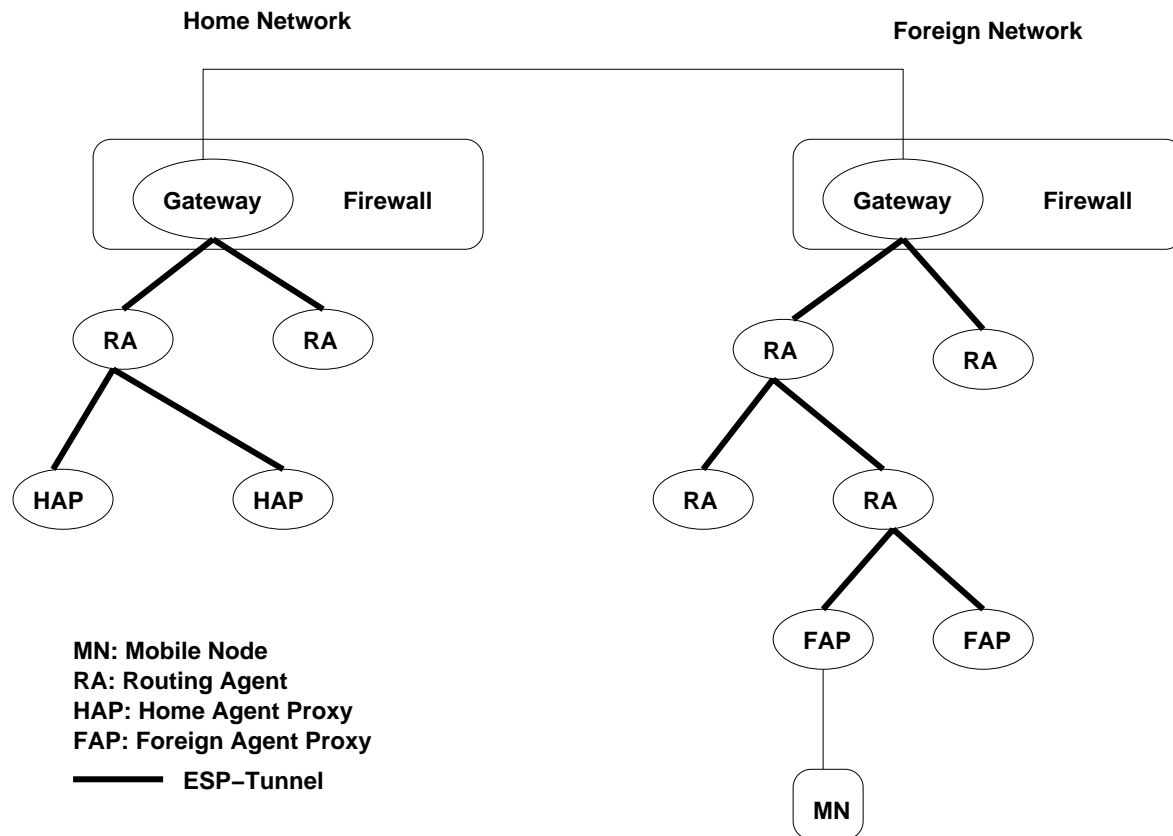 Home Network
Foreign Network
Gateway
Firewall
Gateway
Firewall
RA
RA
RA
RA
HAP
HAP
RA
RA
FAP
FAP
MN: Mobile Node
RA: Routing Agent
HAP: Home Agent Proxy
FAP: Foreign Agent Proxy
ESP–Tunnel
MN